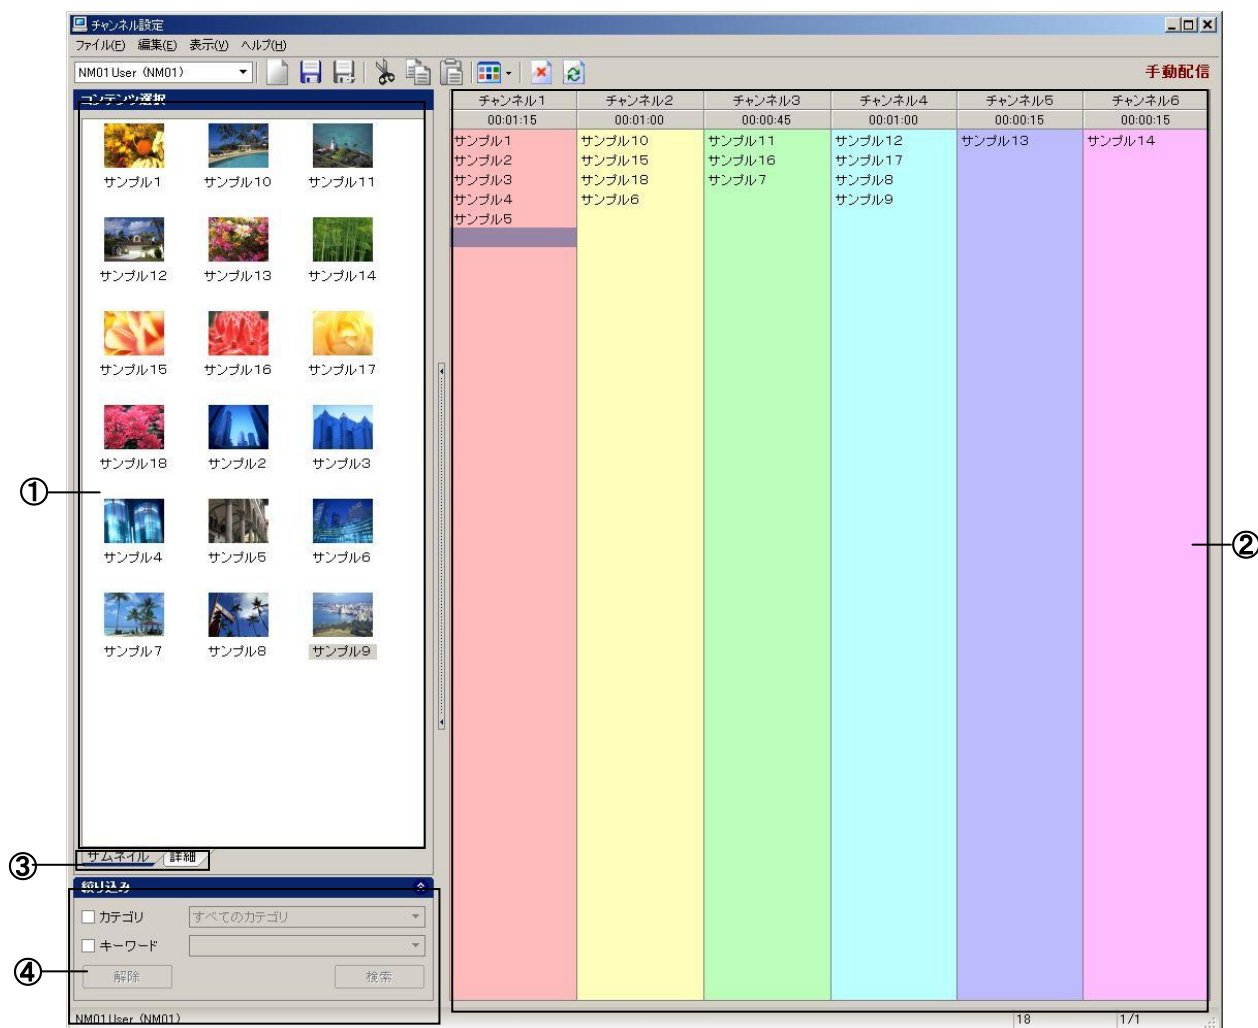 チャンネル設定
ファイル(F) 編集(E) 表示(V) ヘルプ(H)
NM01User (NM01)
手動配信
コンテンツ選択
サンプル1 サンプル10 サンプル11
サンプル12 サンプル13 サンプル14
サンプル15 サンプル16 サンプル17
サンプル18 サンプル2 サンプル3
サンプル4 サンプル5 サンプル6
サンプル7 サンプル8 サンプル9
①
サムネイル 詳細
③
絞り込み
カテゴリ すべてのカテゴリ
キーワード
解除 検索
④
チャンネル1 チャンネル2 チャンネル3 チャンネル4 チャンネル5 チャンネル6
00:01:15 00:01:00 00:00:45 00:01:00 00:00:15 00:00:15
サンプル1 サンプル10 サンプル11 サンプル12 サンプル13 サンプル14
サンプル2 サンプル15 サンプル16 サンプル17
サンプル3 サンプル18 サンプル7 サンプル8
サンプル4 サンプル6 サンプル9
サンプル5
②
NM01User (NM01) 18 1/1